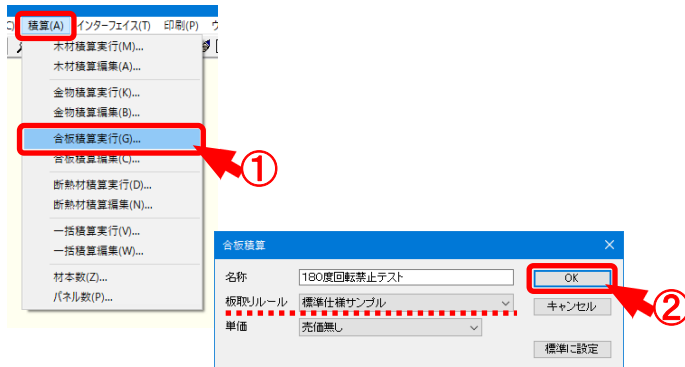 積算(A) インターフェイス(T) 印刷(P)
木材積算実行(M)...
木材積算編集(A)...
金物積算実行(K)...
金物積算編集(B)...
合板積算実行(G)...
合板積算編集(C)...
断熱材積算実行(D)...
断熱材積算編集(N)...
一括積算実行(V)...
一括積算編集(W)...
材本数(Z)...
パネル数(P)...
①
合板積算
名称 180度回転禁止テスト OK
板取りルール 標準仕様サンプル キャンセル
②
単価 売価無し
標準に設定